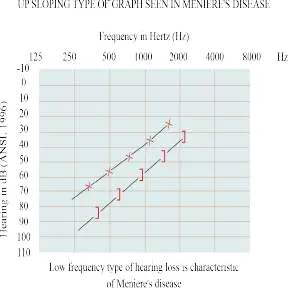 UP SLOPING TYPE OF GRAPH SEEN IN MENIERE'S DISEASE
Frequency in Hertz (Hz)
125 250 500 1000 2000 4000 8000 Hz
-10
0
10
20
30
40
50
60
70
80
90
100
110
Hearing in dB (ANSI, 1996)
Low frequency type of hearing loss is characteristic
of Meniere's disease